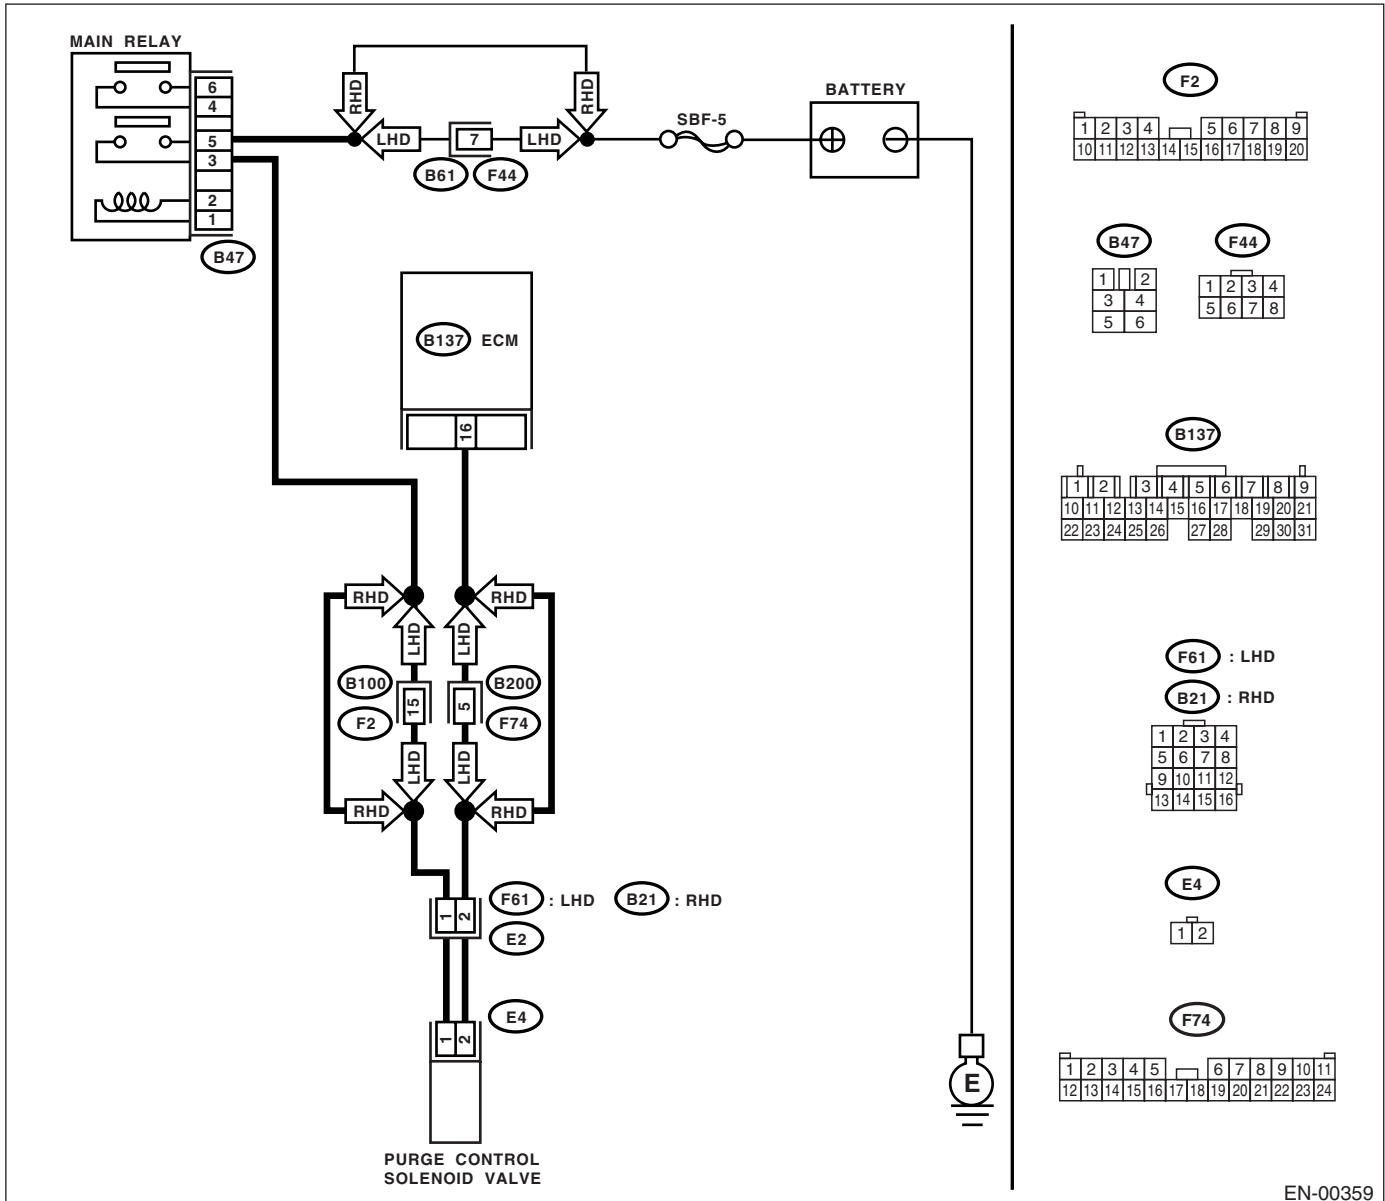 MAIN RELAY
6
4
5
3
2
1
B47
RHD
RHD
LHD
7
LHD
B61
F44
SBF-5
BATTERY
B137 ECM
16
RHD
RHD
LHD
LHD
B100
F2
15
5
B200
F74
LHD
LHD
RHD
RHD
1 2
F61 : LHD B21 : RHD
E2
E4
1 2
PURGE CONTROL
SOLENOID VALVE
E
F2
1 2 3 4 5 6 7 8 9
10 11 12 13 14 15 16 17 18 19 20
B47
1 2
3 4
5 6
F44
1 2 3 4
5 6 7 8
B137
1 2 3 4 5 6 7 8 9
10 11 12 13 14 15 16 17 18 19 20 21
22 23 24 25 26 27 28 29 30 31
F61 : LHD
B21 : RHD
1 2 3 4
5 6 7 8
9 10 11 12
13 14 15 16
E4
1 2
F74
1 2 3 4 5 6 7 8 9 10 11
12 13 14 15 16 17 18 19 20 21 22 23 24
EN-00359